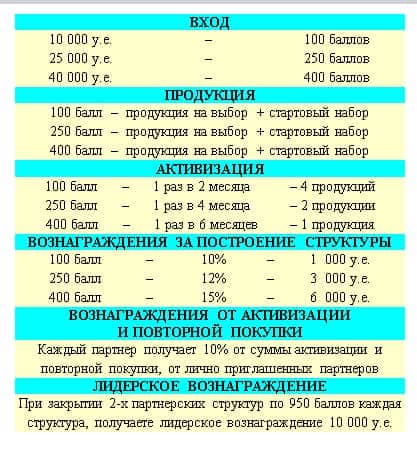 ВХОД
10 000 у.е. – 100 баллов
25 000 у.е. – 250 баллов
40 000 у.е. – 400 баллов
ПРОДУКЦИЯ
100 балл – продукция на выбор + стартовый набор
250 балл – продукция на выбор + стартовый набор
400 балл – продукция на выбор + стартовый набор
АКТИВИЗАЦИЯ
100 балл – 1 раз в 2 месяца – 4 продукций
250 балл – 1 раз в 4 месяца – 2 продукции
400 балл – 1 раз в 6 месяцев – 1 продукция
ВОЗНАГРАЖДЕНИЯ ЗА ПОСТРОЕНИЕ СТРУКТУРЫ
100 балл – 10% – 1 000 у.е.
250 балл – 12% – 3 000 у.е.
400 балл – 15% – 6 000 у.е.
ВОЗНАГРАЖДЕНИЯ ОТ АКТИВИЗАЦИИ
И ПОВТОРНОЙ ПОКУПКИ
Каждый партнер получает 10% от суммы активизации и
повторной покупки, от лично приглашенных партнеров
ЛИДЕРСКОЕ ВОЗНАГРАЖДЕНИЕ
При закрытии 2-х партнерских структур по 950 баллов каждая
структура, получаете лидерское вознаграждение 10 000 у.е.